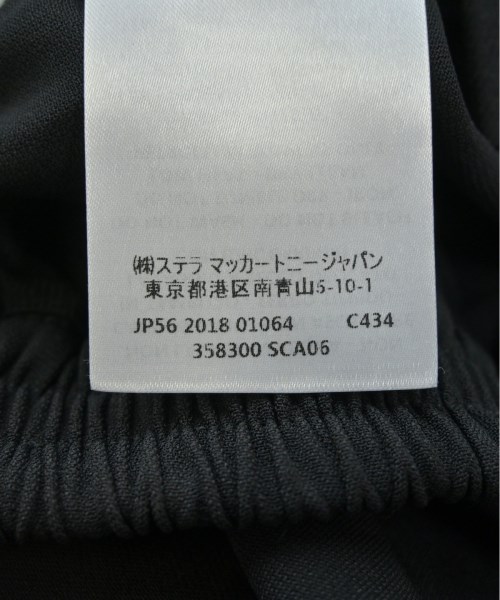 ㈱ステラ マッカートニージャパン
東京都港区南青山5-10-1
JP56 2018 01064 C434
358300 SCA06